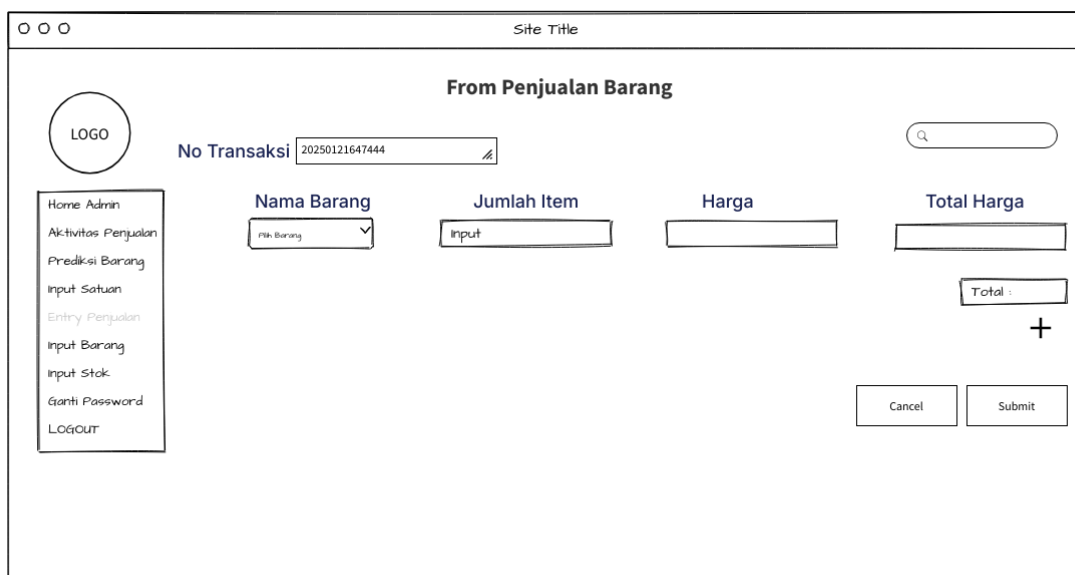 Site Title
From Penjualan Barang
LOGO
No Transaksi 20250121647444
Home Admin
Aktivitas Penjualan
Prediksi Barang
Input Satuan
Entry Penjualan
Input Barang
Input Stok
Ganti Password
LOGOUT
Nama Barang Jumlah Item Harga Total Harga
Pilih Barang Input
Total :
+
Cancel Submit